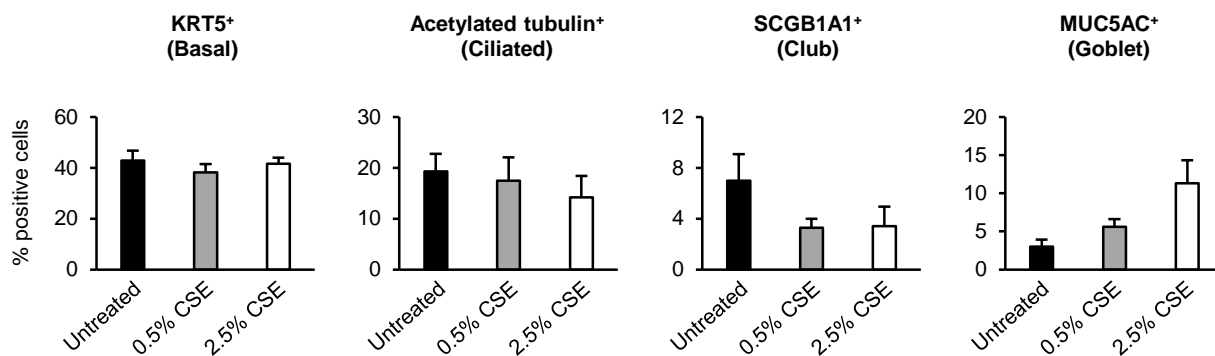 KRT5⁺
(Basal)
Acetylated tubulin⁺
(Ciliated)
SCGB1A1⁺
(Club)
MUC5AC⁺
(Goblet)
% positive cells
60
40
20
0
Untreated
0.5% CSE
2.5% CSE
30
20
10
0
Untreated
0.5% CSE
2.5% CSE
12
8
4
0
Untreated
0.5% CSE
2.5% CSE
20
15
10
5
0
Untreated
0.5% CSE
2.5% CSE